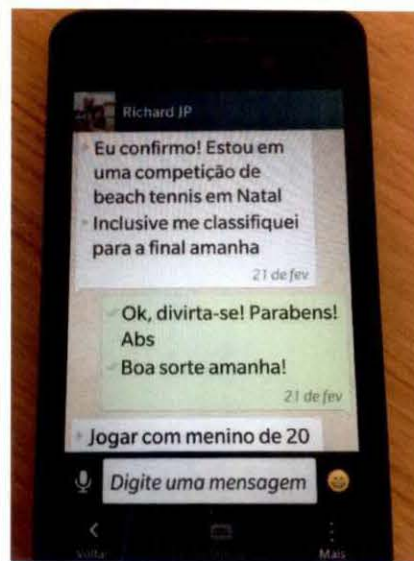 Richard JP
Eu confirmo! Estou em
uma competição de
beach tennis em Natal
Inclusive me classifiquei
para a final amanha
21 de fev
Ok, divirta-se! Parabens!
Abs
Boa sorte amanha!
21 de fev
Jogar com menino de 20
Digite uma mensagem
Voltar
Mais